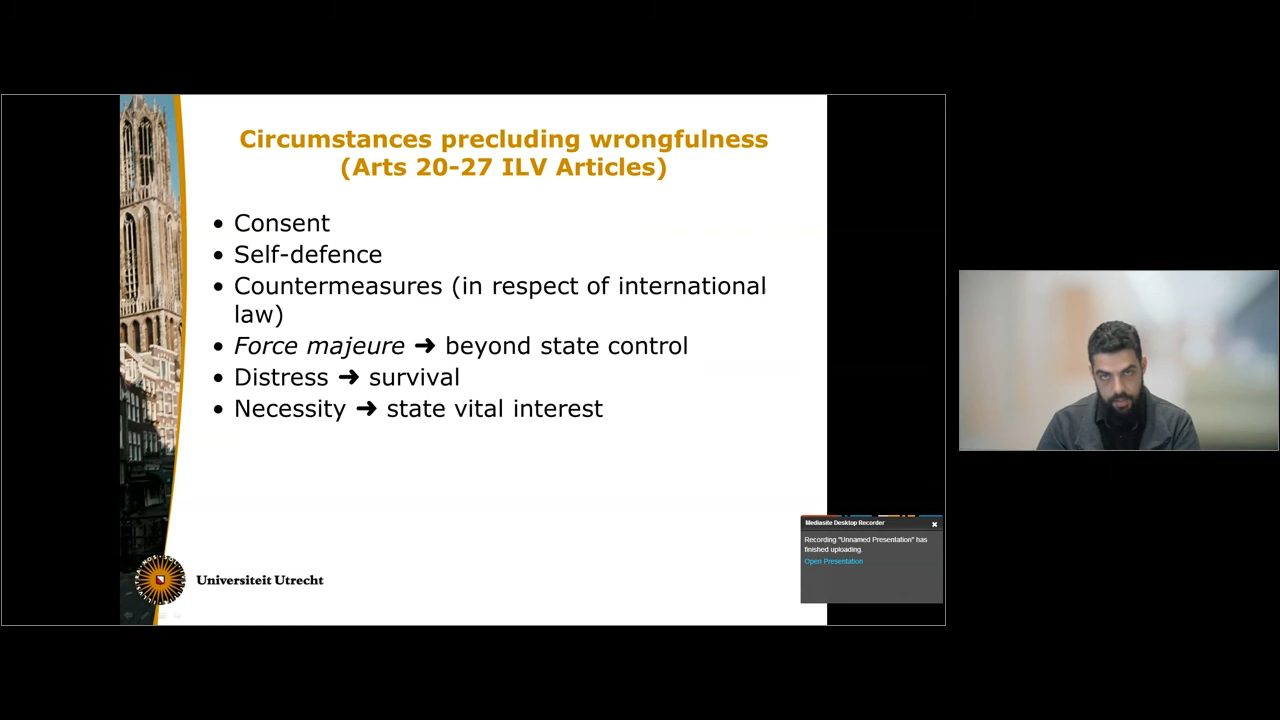 Circumstances precluding wrongfulness
(Arts 20-27 ILV Articles)
• Consent
• Self-defence
• Countermeasures (in respect of international
law)
• Force majeure ➜ beyond state control
• Distress ➜ survival
• Necessity ➜ state vital interest
Universiteit Utrecht
Mediasite Desktop Recorder
Recording "Unnamed Presentation" has
finished uploading.
Open Presentation